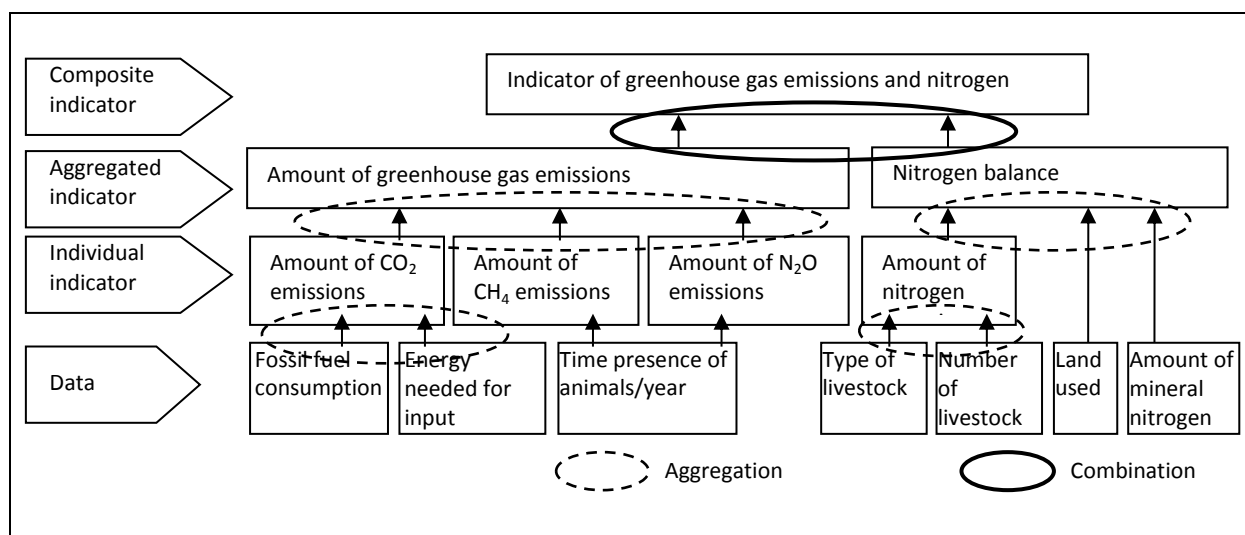 Composite
indicator
Indicator of greenhouse gas emissions and nitrogen
Aggregated
indicator
Amount of greenhouse gas emissions
Nitrogen balance
Individual
indicator
Amount of CO₂
emissions
Amount of
CH₄ emissions
Amount of N₂O
emissions
Amount of
nitrogen
Data
Fossil fuel
consumption
Energy
needed for
input
Time presence of
animals/year
Type of
livestock
Number
of
livestock
Land
used
Amount of
mineral
nitrogen
Aggregation
Combination